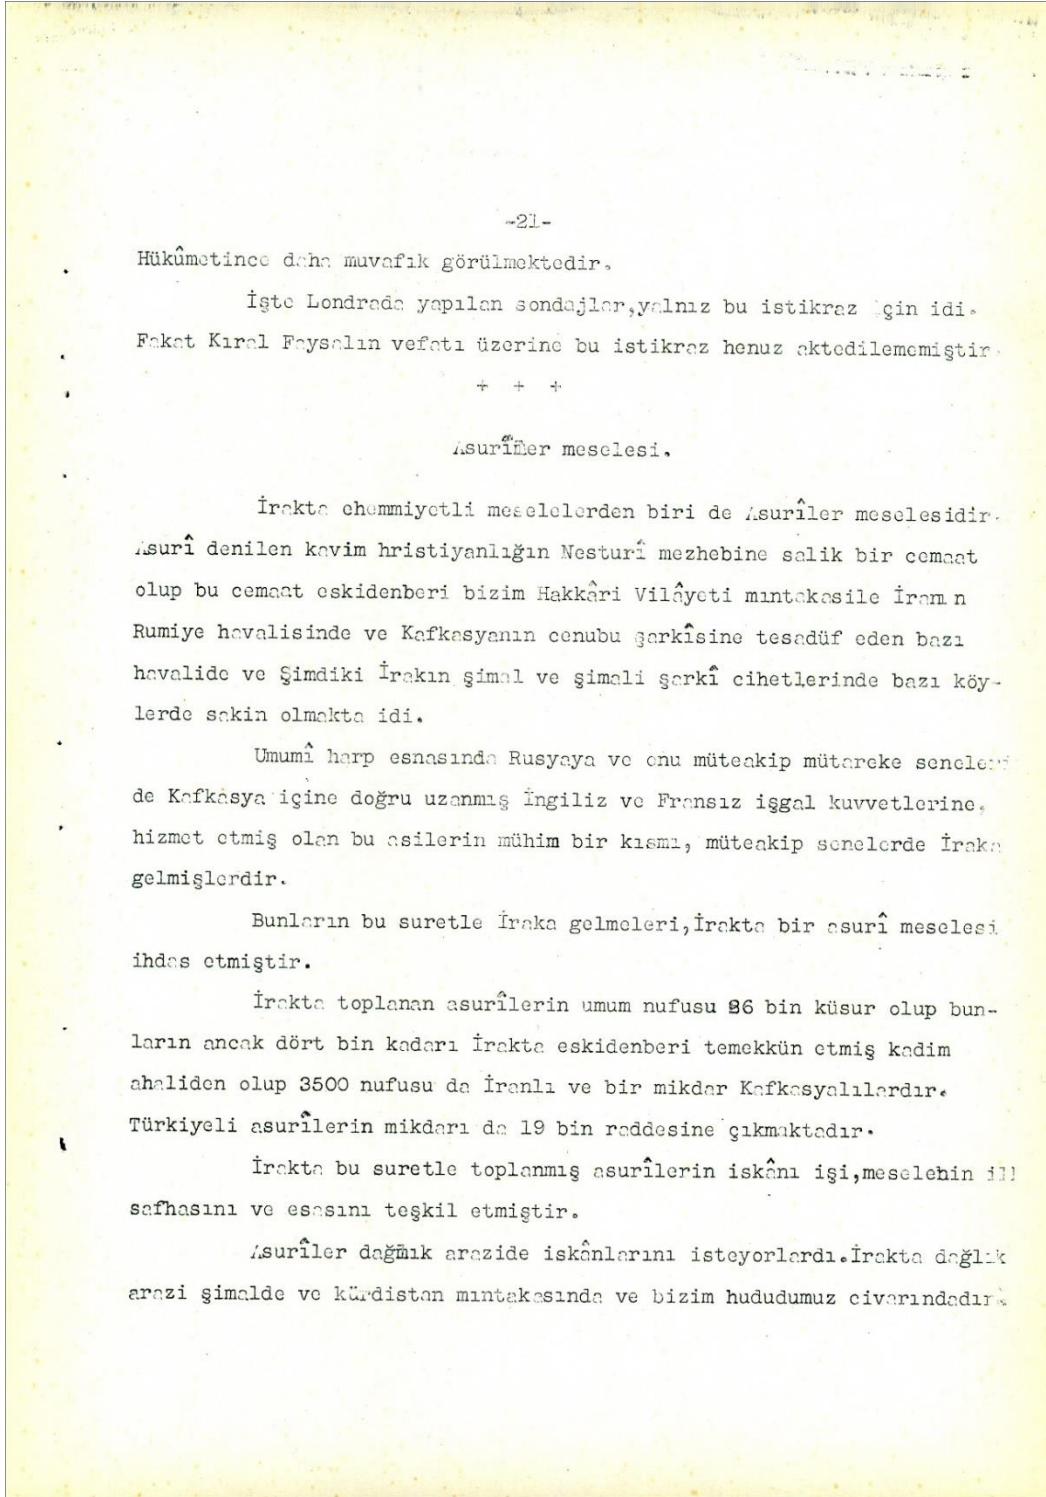 -21-
Hükûmetince daha muvafık görülmektedir.
İşte Londrada yapılan sondajlar,yalnız bu istikraz için idi.
Fakat Kıral Faysalın vefatı üzerine bu istikraz henuz aktedilememiştir.
+ + +
Asurîler meselesi.
İrakta ehemmiyetli meselelerden biri de Asurîler meselesidir.
Asurî denilen kavim hristiyanlığın Nesturî mezhebine salik bir cemaat
olup bu cemaat eskidenberi bizim Hakkâri Vilâyeti mıntakasile İranın
Rumiye havalisinde ve Kafkasyanın cenubu şarkîsine tesadüf eden bazı
havalide ve Şimdiki İrakın şimal ve şimali şarkî cihetlerinde bazı köy-
lerde sakin olmakta idi.
Umumî harp esnasında Rusyaya ve onu müteakip mütareke seneleri
de Kafkasya içine doğru uzanmış İngiliz ve Fransız işgal kuvvetlerine,
hizmet etmiş olan bu asilerin mühim bir kısmı, müteakip senelerde İraka
gelmişlerdir.
Bunların bu suretle İraka gelmeleri,İrakta bir asurî meselesi
ihdas etmiştir.
İrakta toplanan asurîlerin umum nufusu 26 bin küsur olup bun-
ların ancak dört bin kadarı İrakta eskidenberi temekkün etmiş kadim
ahaliden olup 3500 nufusu da İranlı ve bir mikdar Kafkasyalılardır.
Türkiyeli asurîlerin mikdarı da 19 bin raddesine çıkmaktadır.
İrakta bu suretle toplanmış asurîlerin iskânı işi,meselenin ilk
safhasını ve esasını teşkil etmiştir.
Asurîler dağınık arazide iskânlarını isteyorlardı.İrakta dağlık
arazi şimalde ve kürdistan mıntakasında ve bizim hududumuz civarındadır.